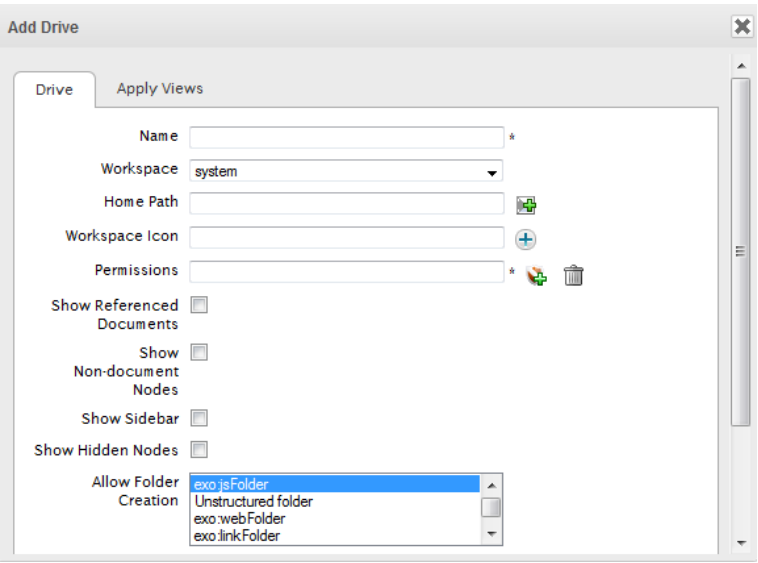 Add Drive
Drive
Apply Views
Name *
Workspace system
Home Path
Workspace Icon
Permissions *
Show Referenced
Documents
Show
Non-document
Nodes
Show Sidebar
Show Hidden Nodes
Allow Folder exo:jsFolder
Creation Unstructured folder
exo:webFolder
exo:linkFolder